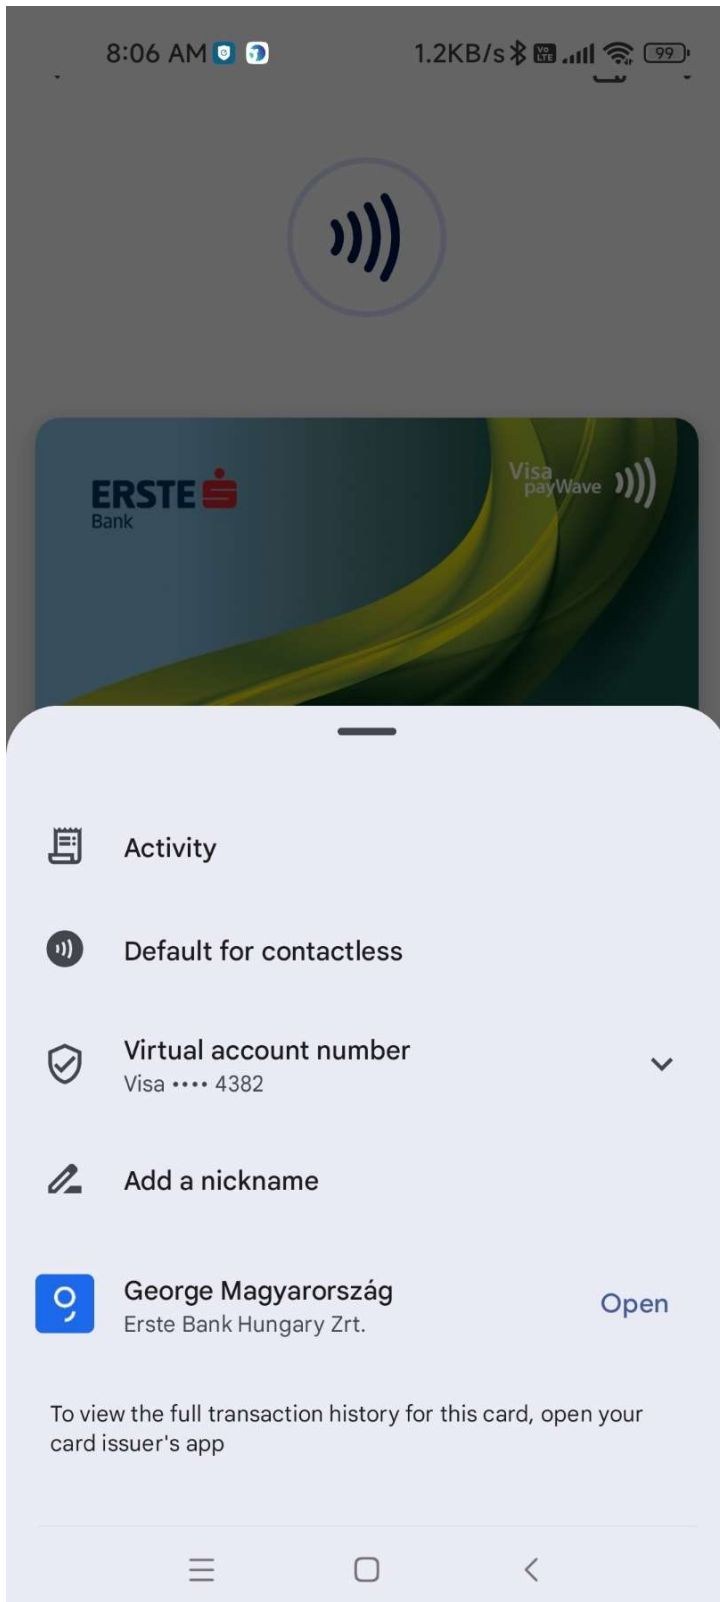 8:06 AM 1.2KB/s Vo LTE 99
ERSTE
Bank
Visa
payWave
Activity
Default for contactless
Virtual account number
Visa •••• 4382
Add a nickname
George Magyarország
Erste Bank Hungary Zrt.
Open
To view the full transaction history for this card, open your
card issuer's app